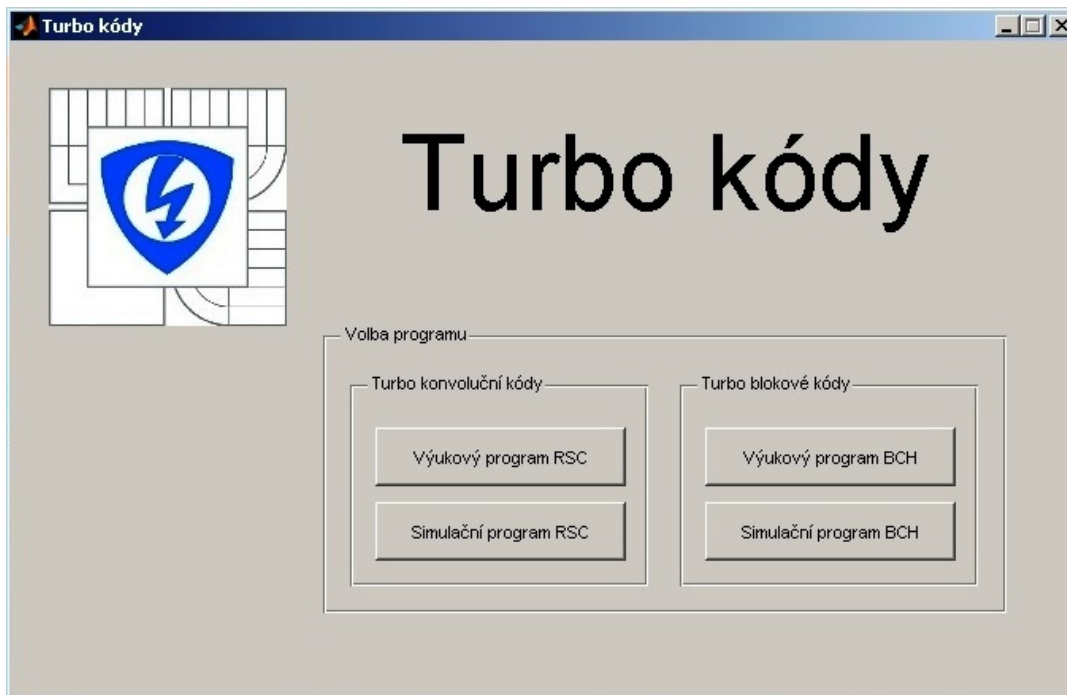 Turbo kódy
Turbo kódy
Volba programu
Turbo konvoluční kódy
Turbo blokové kódy
Výukový program RSC
Výukový program BCH
Simulační program RSC
Simulační program BCH